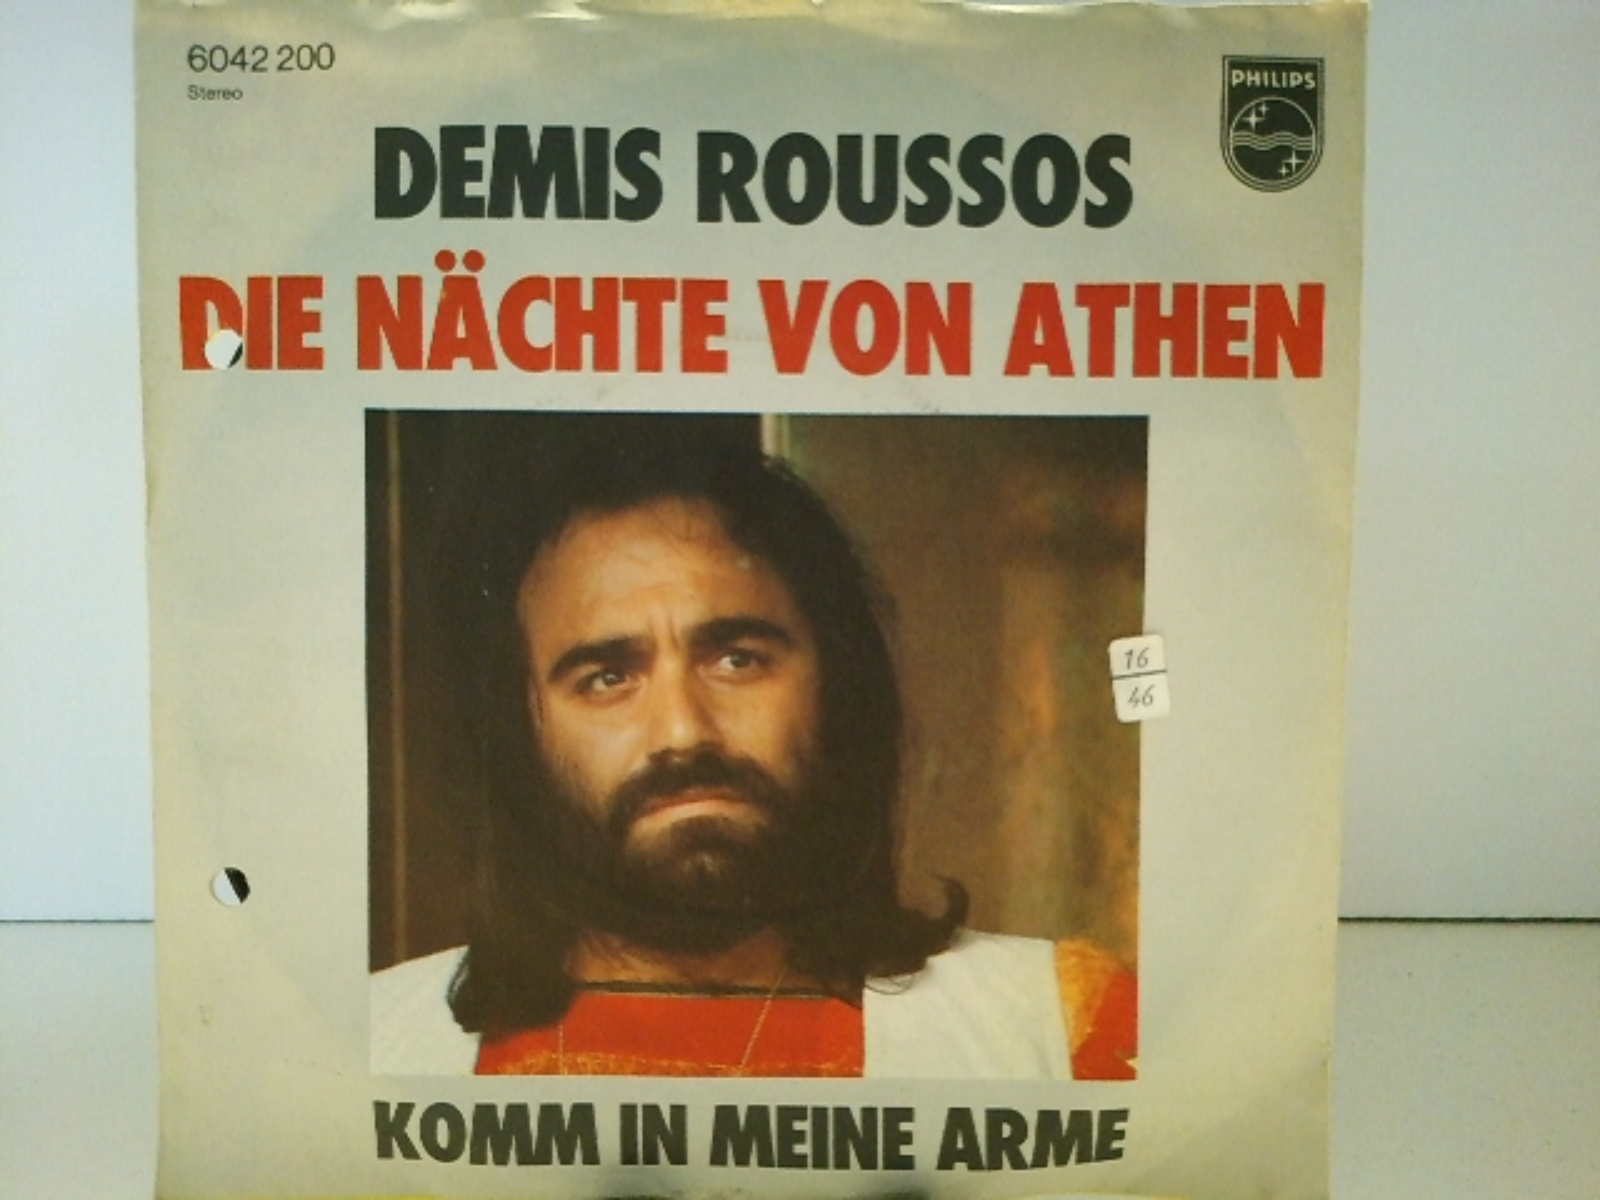 6042 200
Stereo
PHILIPS
DEMIS ROUSSOS
DIE NÄCHTE VON ATHEN
16
46
KOMM IN MEINE ARME